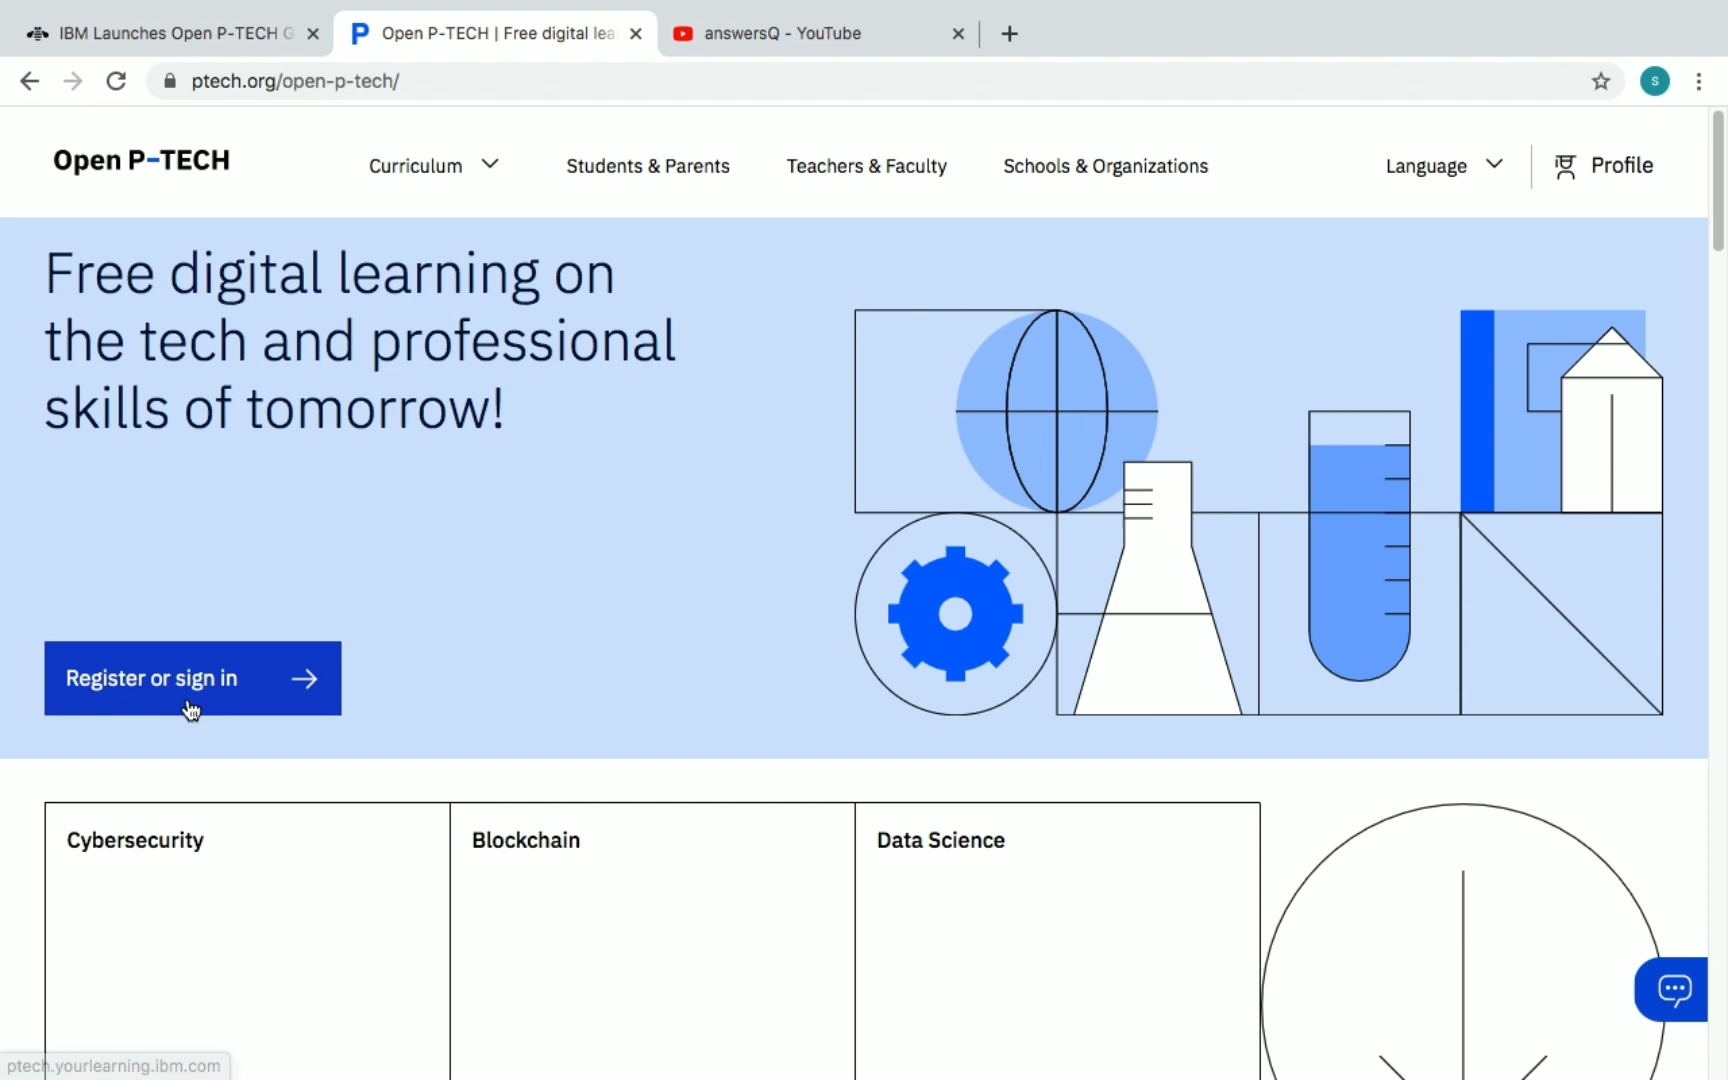 IBM Launches Open P-TECH G
Open P-TECH | Free digital lea
answersQ - YouTube
ptech.org/open-p-tech/
S
Open P-TECH
Curriculum
Students & Parents
Teachers & Faculty
Schools & Organizations
Language
Profile
Free digital learning on
the tech and professional
skills of tomorrow!
Register or sign in
Cybersecurity
Blockchain
Data Science
ptech.yourlearning.ibm.com